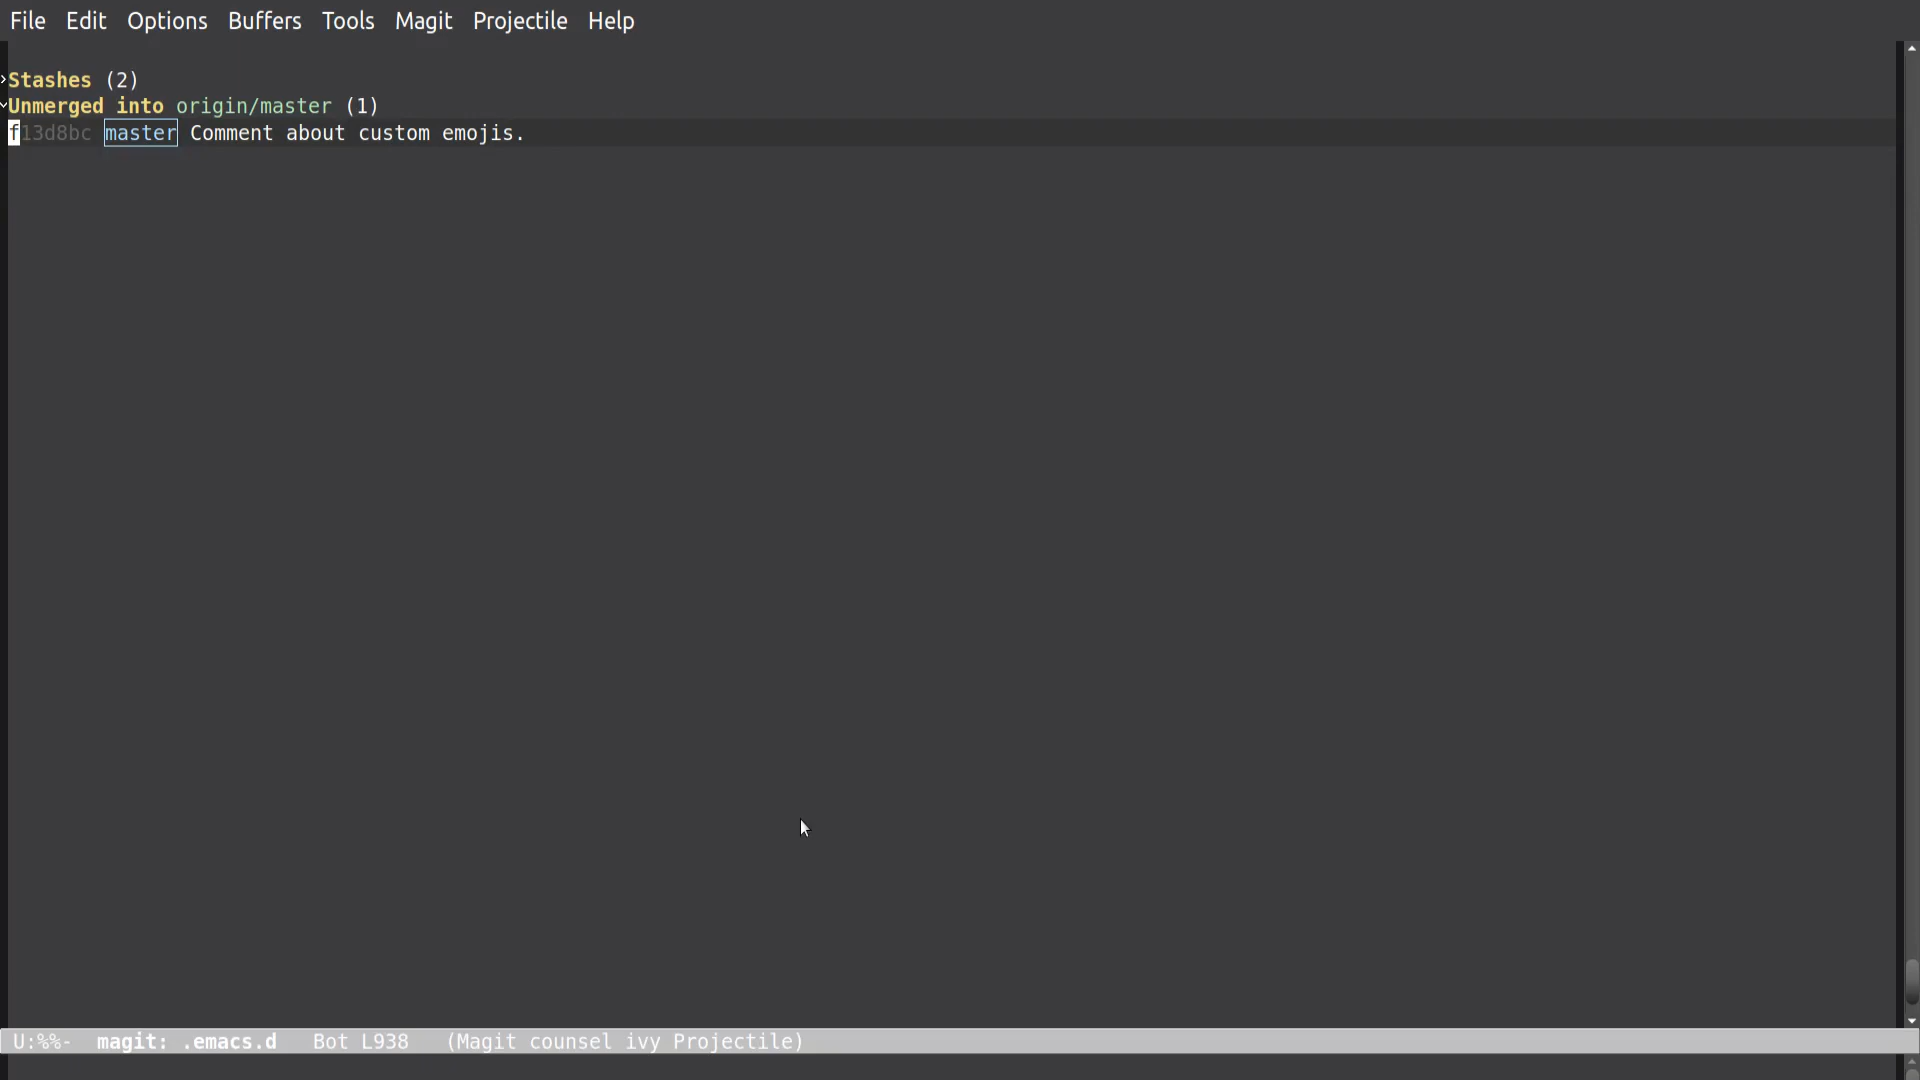 File Edit Options Buffers Tools Magit Projectile Help
Stashes (2)
Unmerged into origin/master (1)
f13d8bc master Comment about custom emojis.
U:%%- magit: .emacs.d Bot L938 (Magit counsel ivy Projectile)